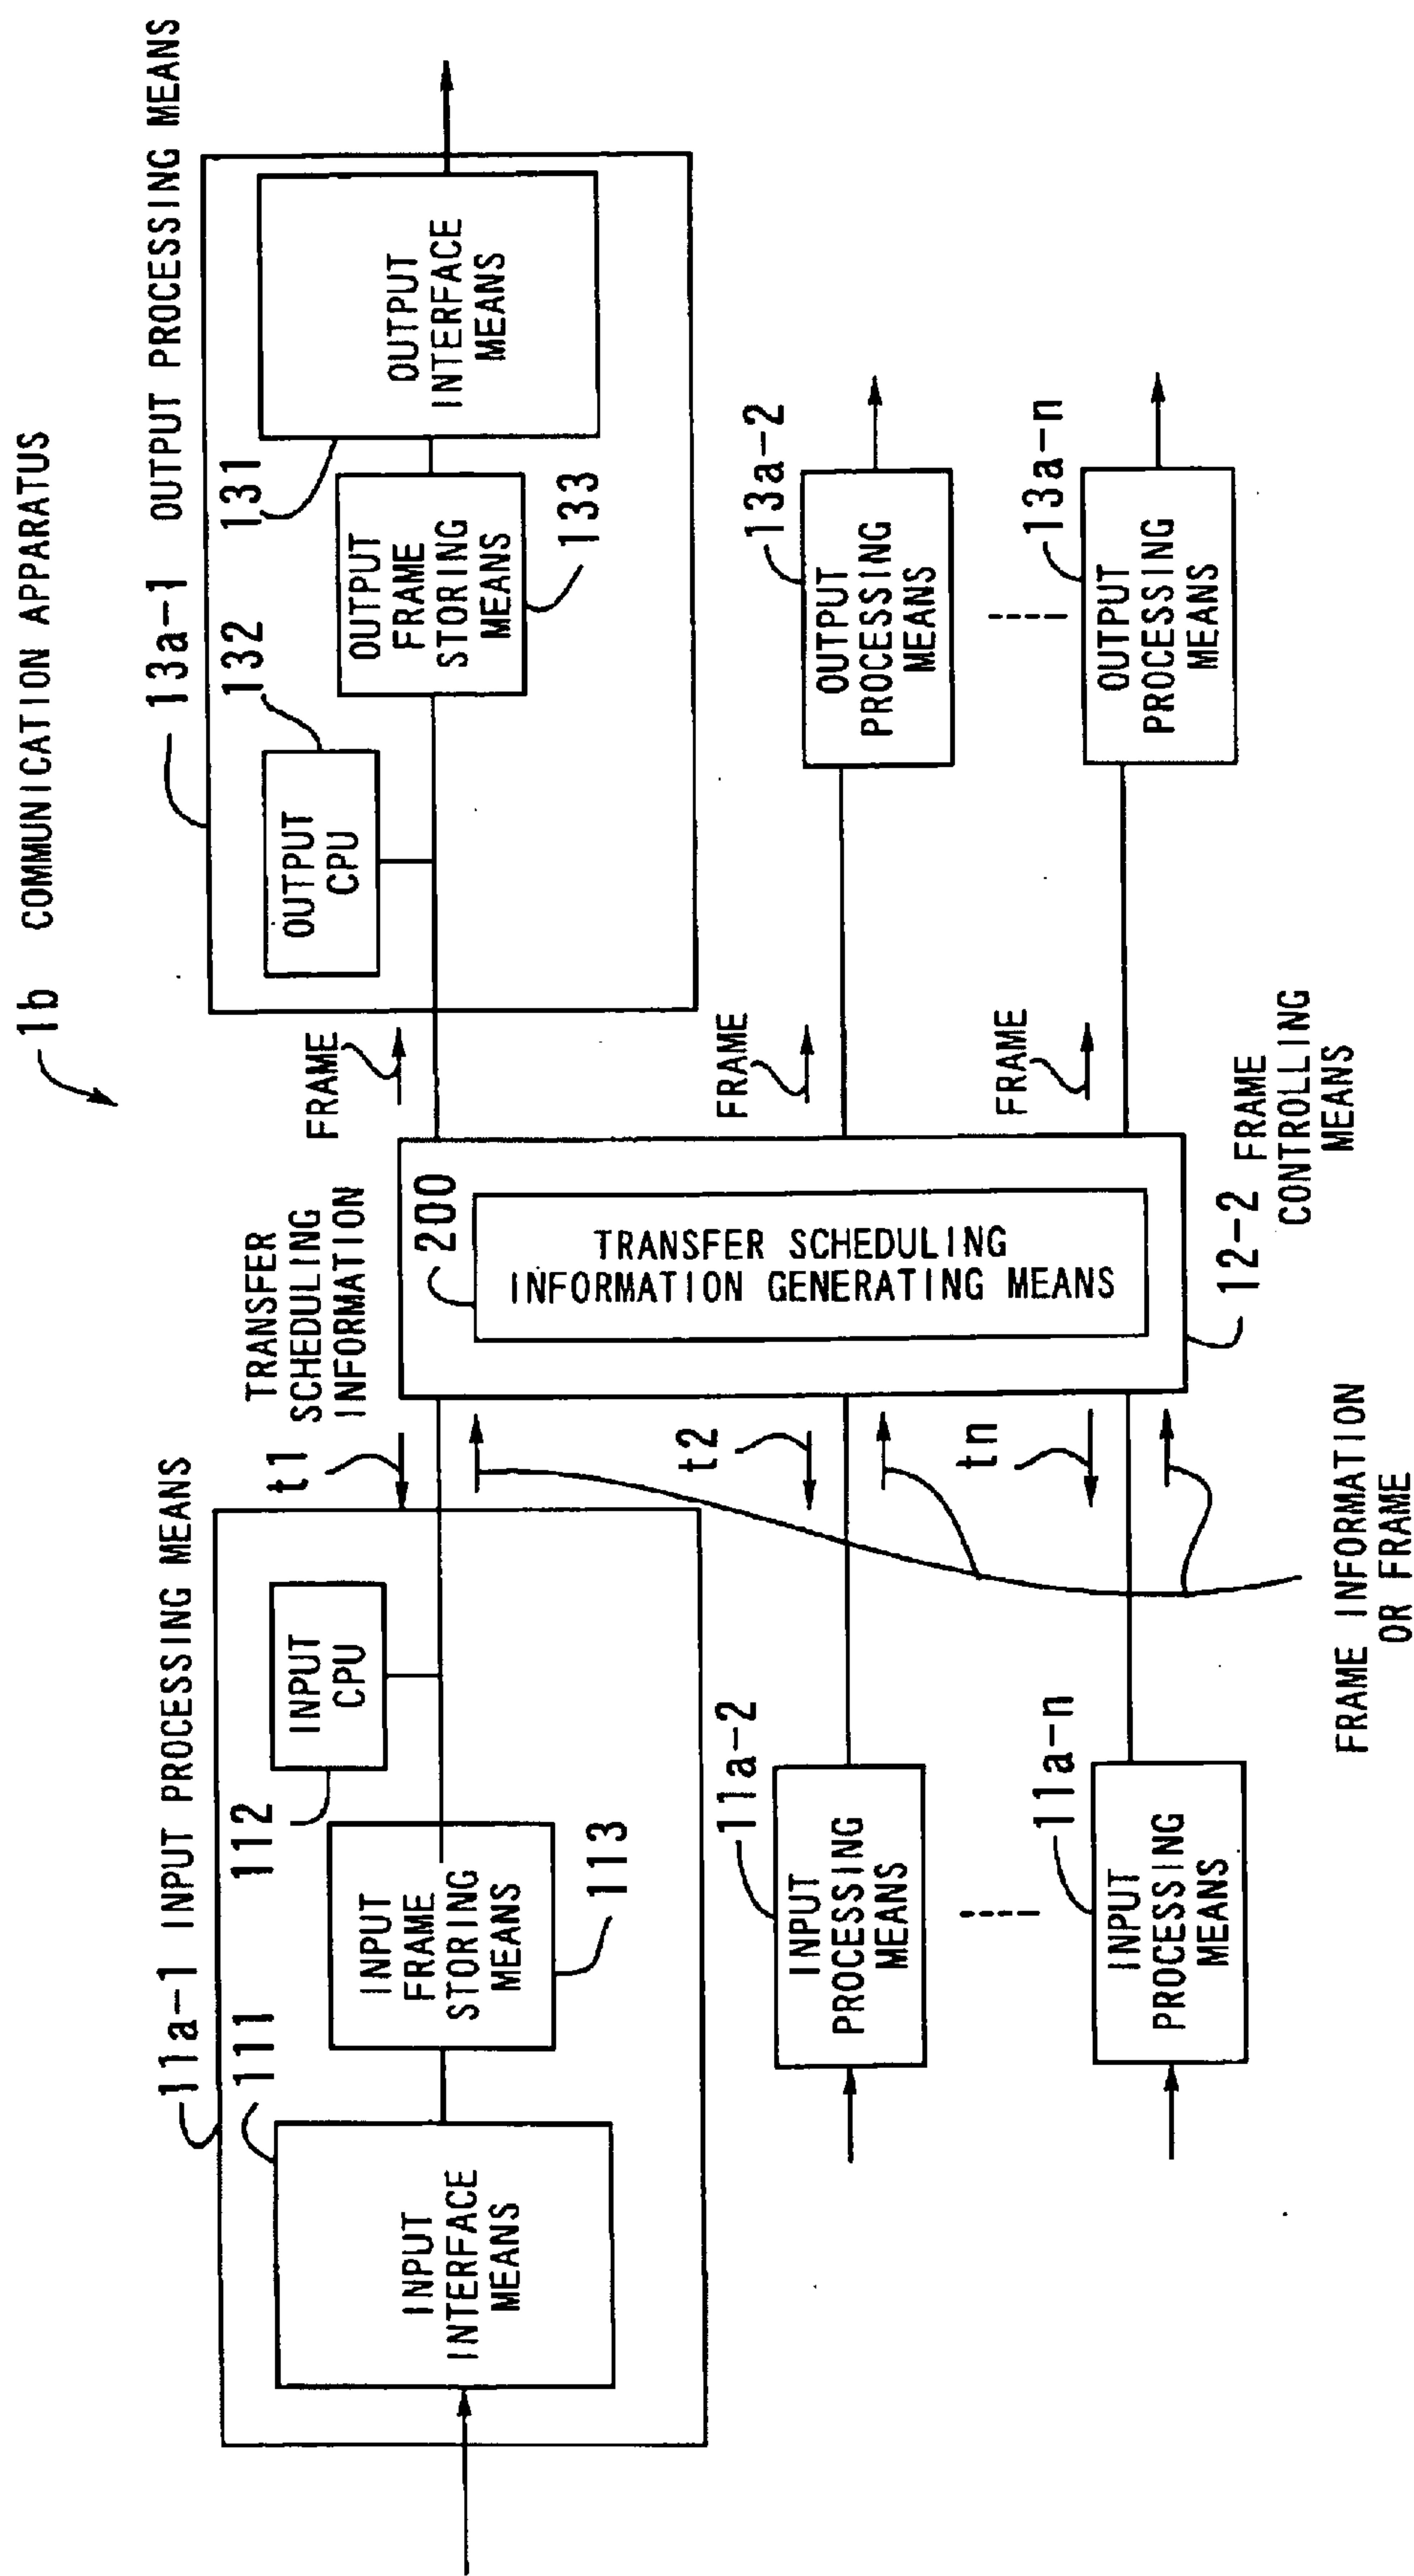 1b COMMUNICATION APPARATUS
11a-1 INPUT PROCESSING MEANS
111
INPUT
INTERFACE
MEANS
INPUT
FRAME
STORING
MEANS
113
112
INPUT
CPU
t1
TRANSFER
SCHEDULING
INFORMATION
200
TRANSFER SCHEDULING
INFORMATION GENERATING MEANS
12-2 FRAME
CONTROLLING
MEANS
FRAME
13a-1 OUTPUT PROCESSING MEANS
132
OUTPUT
CPU
131
OUTPUT
FRAME
STORING
MEANS
133
OUTPUT
INTERFACE
MEANS
11a-2
INPUT
PROCESSING
MEANS
t2
FRAME
13a-2
OUTPUT
PROCESSING
MEANS
11a-n
INPUT
PROCESSING
MEANS
tn
FRAME
13a-n
OUTPUT
PROCESSING
MEANS
FRAME INFORMATION
OR FRAME